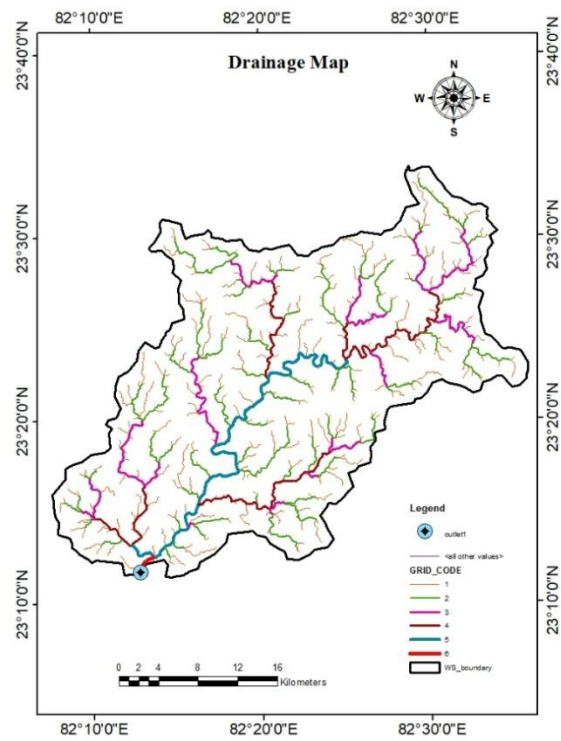 82°10'0"E 82°20'0"E 82°30'0"E
23°40'0"N
23°40'0"N
Drainage Map
N
W E
S
23°30'0"N
23°30'0"N
23°20'0"N
23°20'0"N
Legend
outlet1
<all other values>
GRID_CODE
1
2
3
4
5
6
WS_boundary
23°10'0"N
23°10'0"N
0 2 4 8 12 16
Kilometers
82°10'0"E 82°20'0"E 82°30'0"E